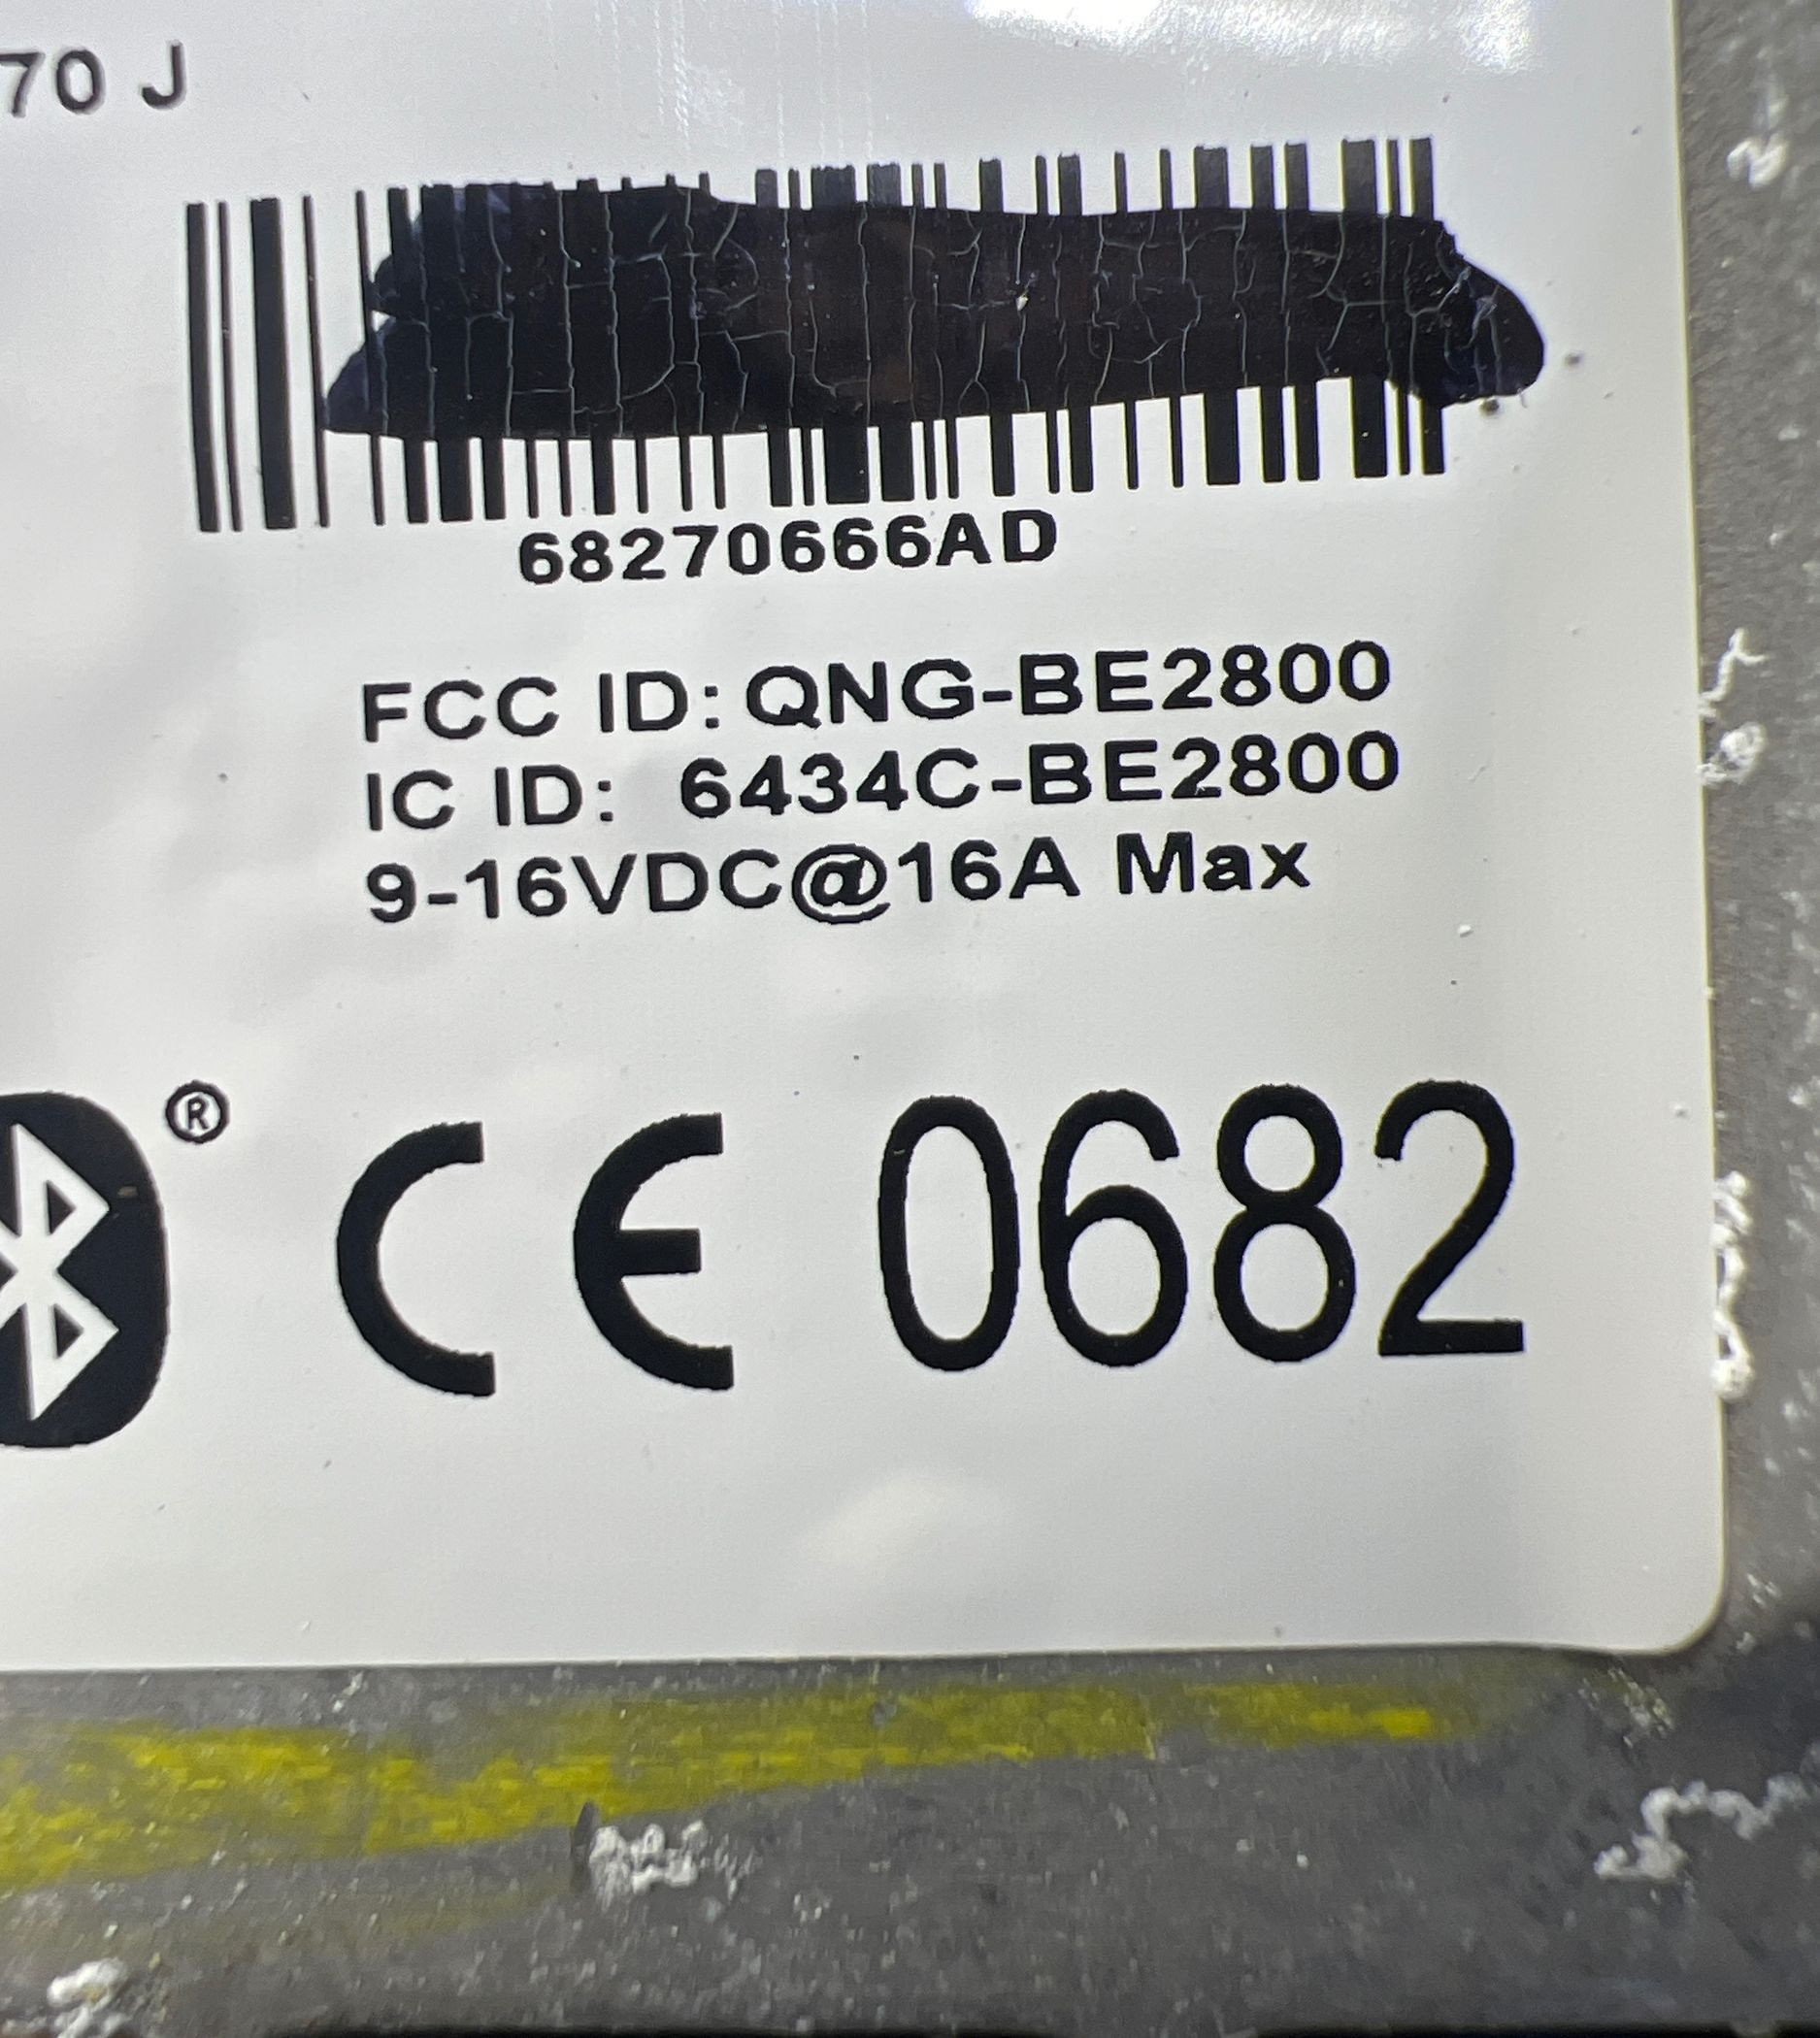 70 J
68270666AD
FCC ID: QNG-BE2800
IC ID: 6434C-BE2800
9-16VDC@16A Max
® CE 0682